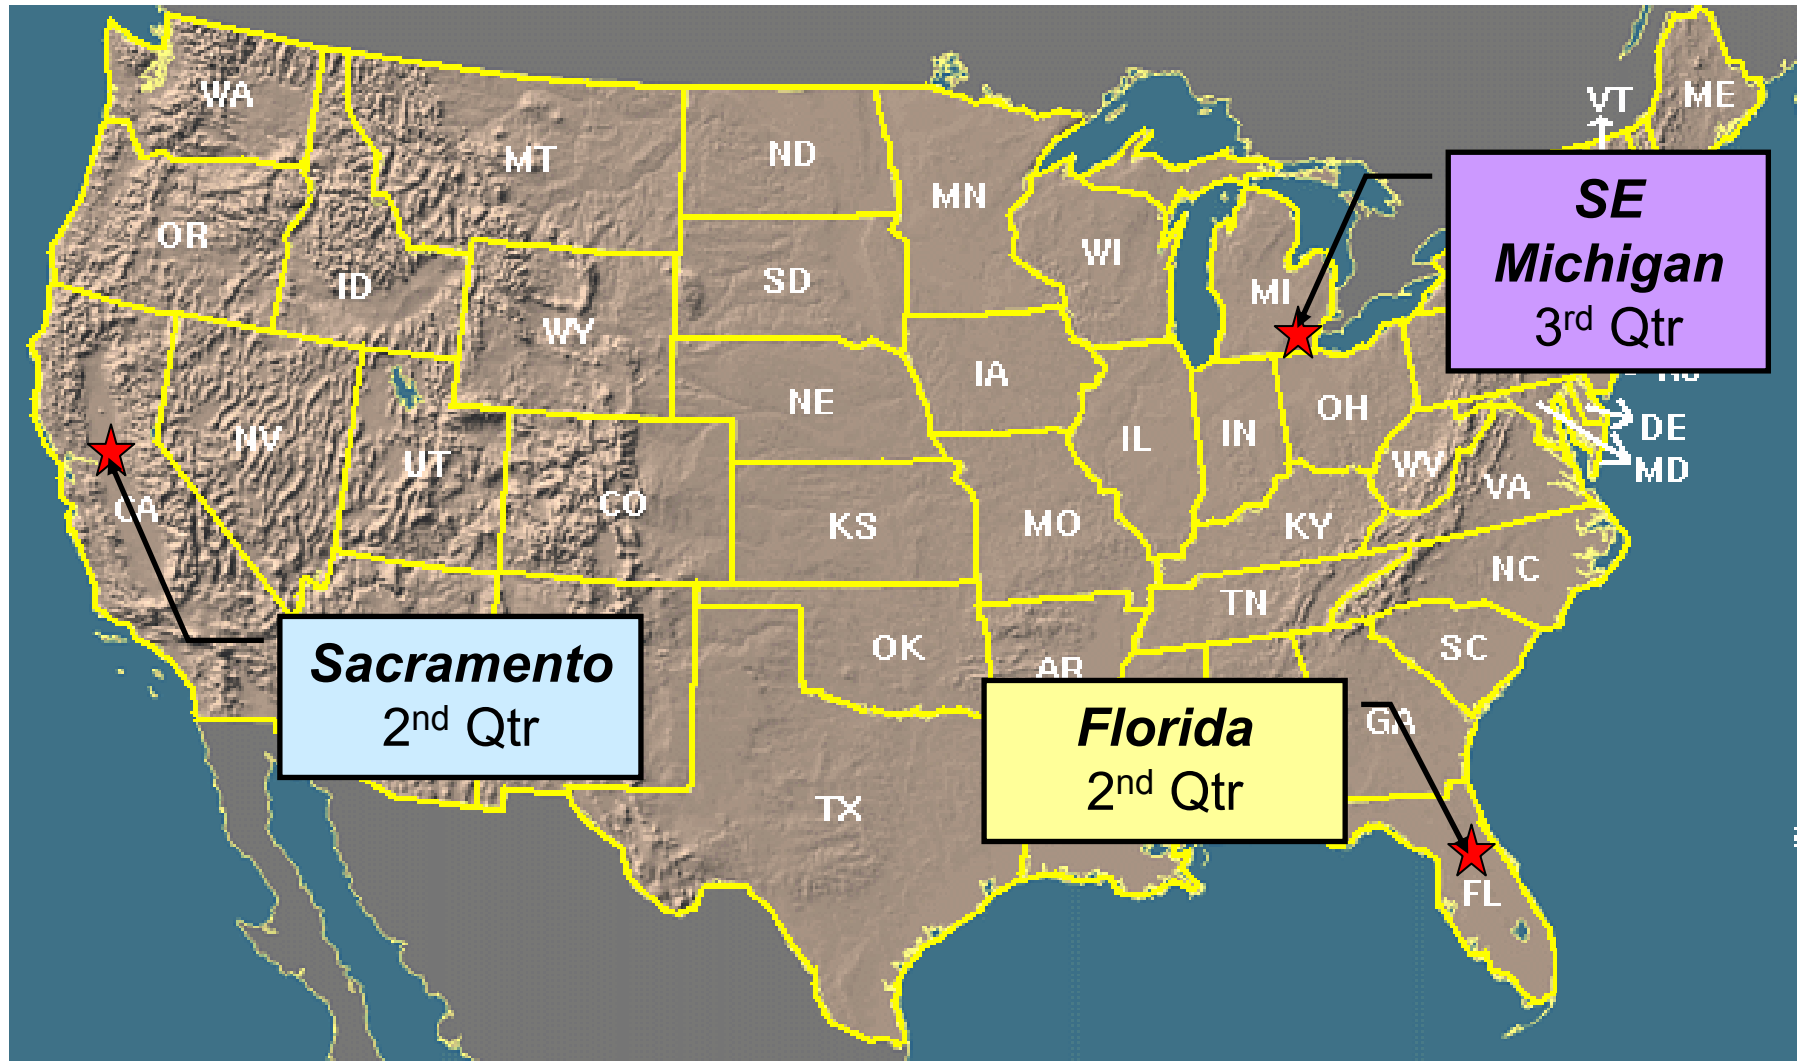 WA
MT
ND
MN
VT
ME
OR
ID
SD
WI
MI
SE
Michigan
3rd Qtr
WY
IA
NE
NV
UT
CO
IL
IN
OH
WV
DE
MD
VA
CA
KS
MO
KY
NC
TN
SC
OK
AR
Sacramento
2nd Qtr
Florida
2nd Qtr
GA
TX
FL